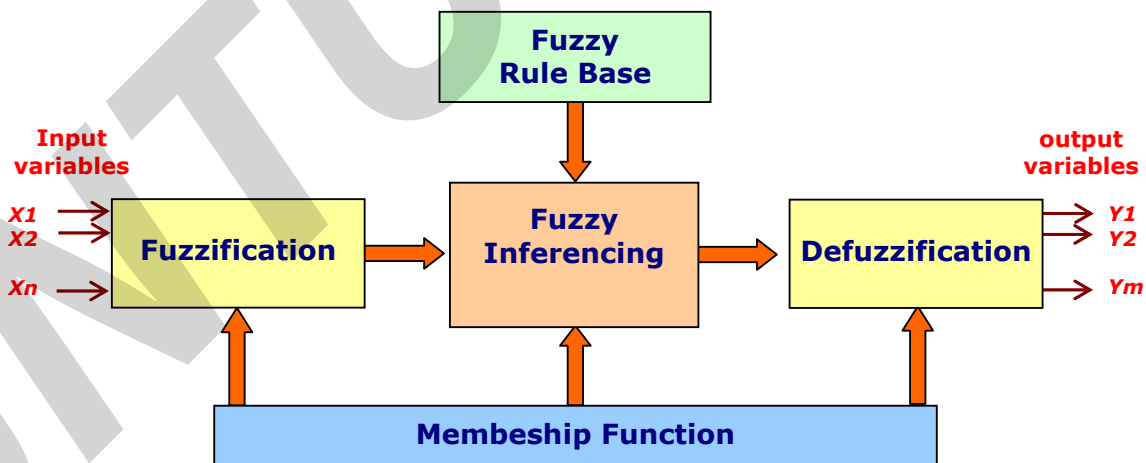 Fuzzy
Rule Base
Input
variables
output
variables
X1
X2
Xn
Fuzzification
Fuzzy
Inferencing
Defuzzification
Y1
Y2
Ym
Membeship Function